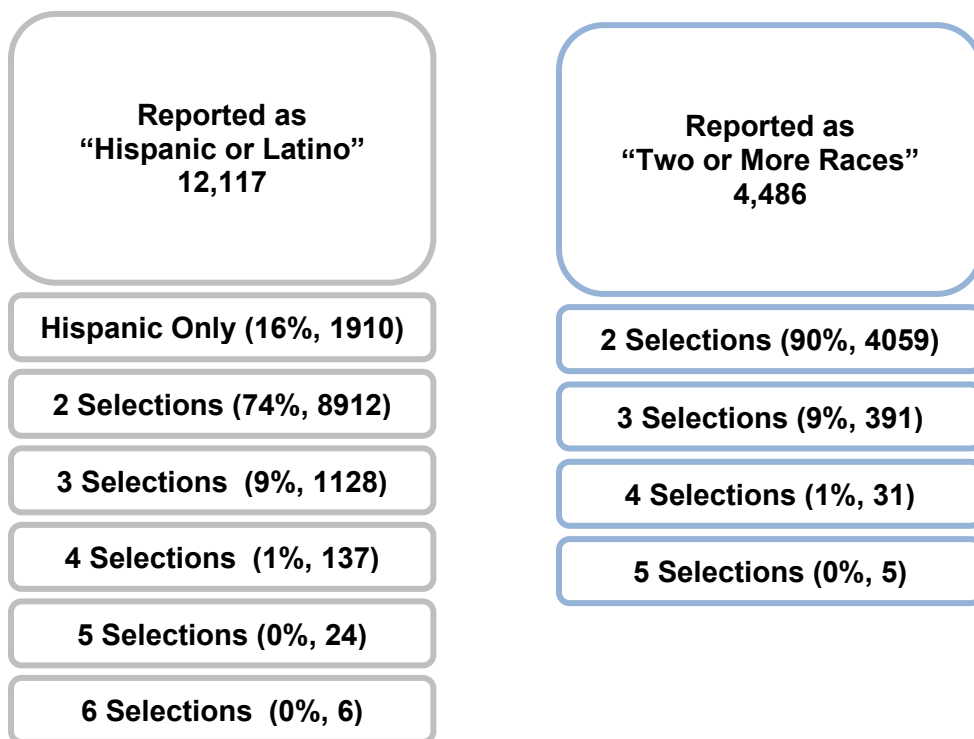 Reported as
“Hispanic or Latino”
12,117
Hispanic Only (16%, 1910)
2 Selections (74%, 8912)
3 Selections  (9%, 1128)
4 Selections  (1%, 137)
5 Selections (0%, 24)
6 Selections  (0%, 6)
Reported as
“Two or More Races”
4,486
2 Selections (90%, 4059)
3 Selections (9%, 391)
4 Selections (1%, 31)
5 Selections (0%, 5)